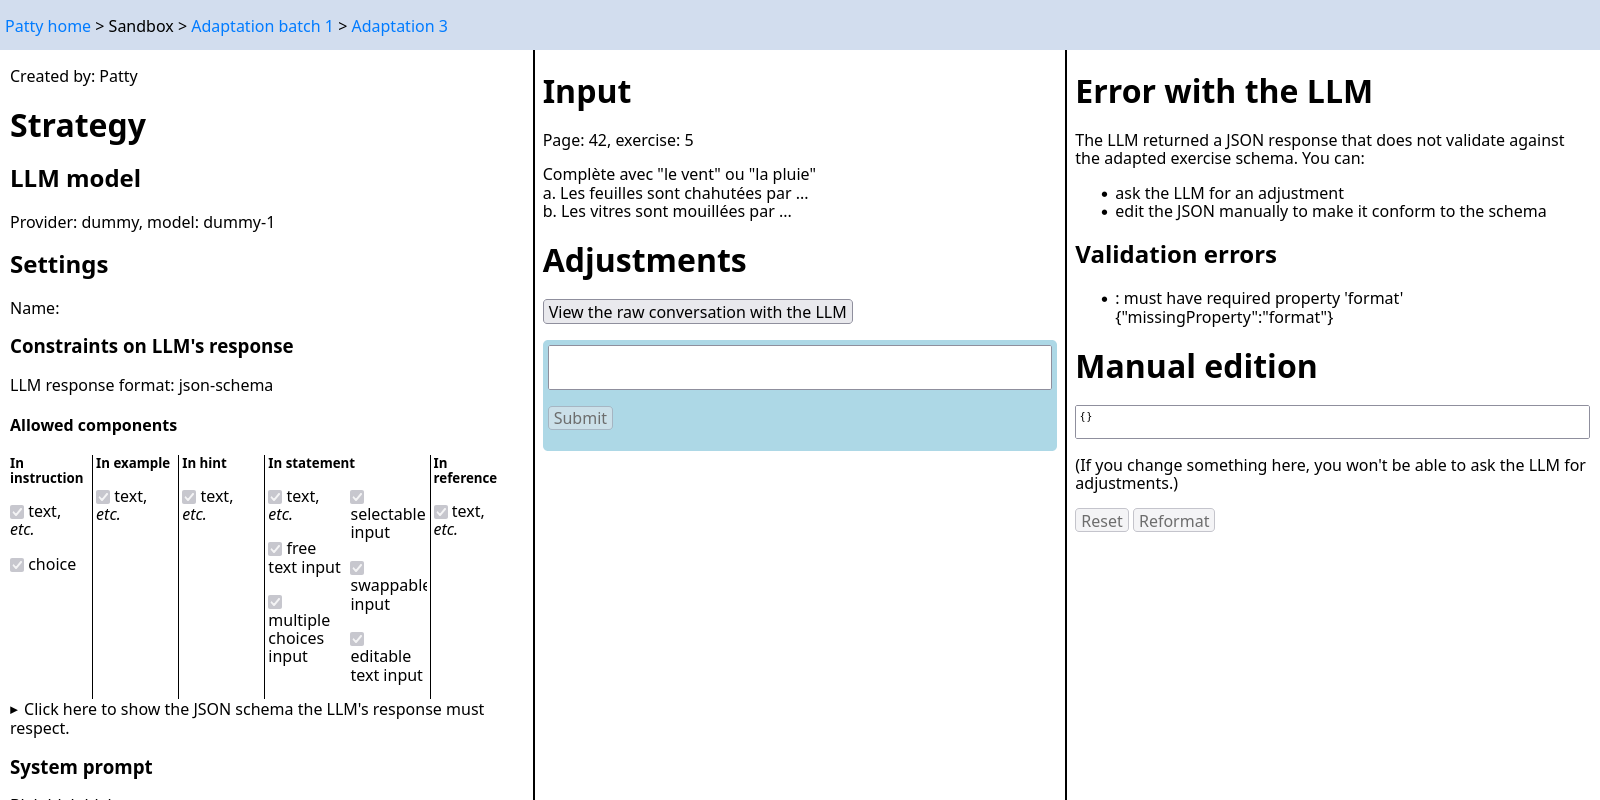 Patty home > Sandbox > Adaptation batch 1 > Adaptation 3
Created by: Patty
Strategy
LLM model
Provider: dummy, model: dummy-1
Settings
Name:
Constraints on LLM's response
LLM response format: json-schema
Allowed components
In
instruction
text,
etc.
choice
In example
text,
etc.
In hint
text,
etc.
In statement
text,
etc.
free
text input
multiple
choices
input
selectable
input
swappable
input
editable
text input
In
reference
text,
etc.
▸ Click here to show the JSON schema the LLM's response must
respect.
System prompt
Input
Page: 42, exercise: 5
Complète avec "le vent" ou "la pluie"
a. Les feuilles sont chahutées par ...
b. Les vitres sont mouillées par ...
Adjustments
View the raw conversation with the LLM
Submit
Error with the LLM
The LLM returned a JSON response that does not validate against
the adapted exercise schema. You can:
• ask the LLM for an adjustment
• edit the JSON manually to make it conform to the schema
Validation errors
• : must have required property 'format'
{"missingProperty":"format"}
Manual edition
{}
(If you change something here, you won't be able to ask the LLM for
adjustments.)
Reset Reformat